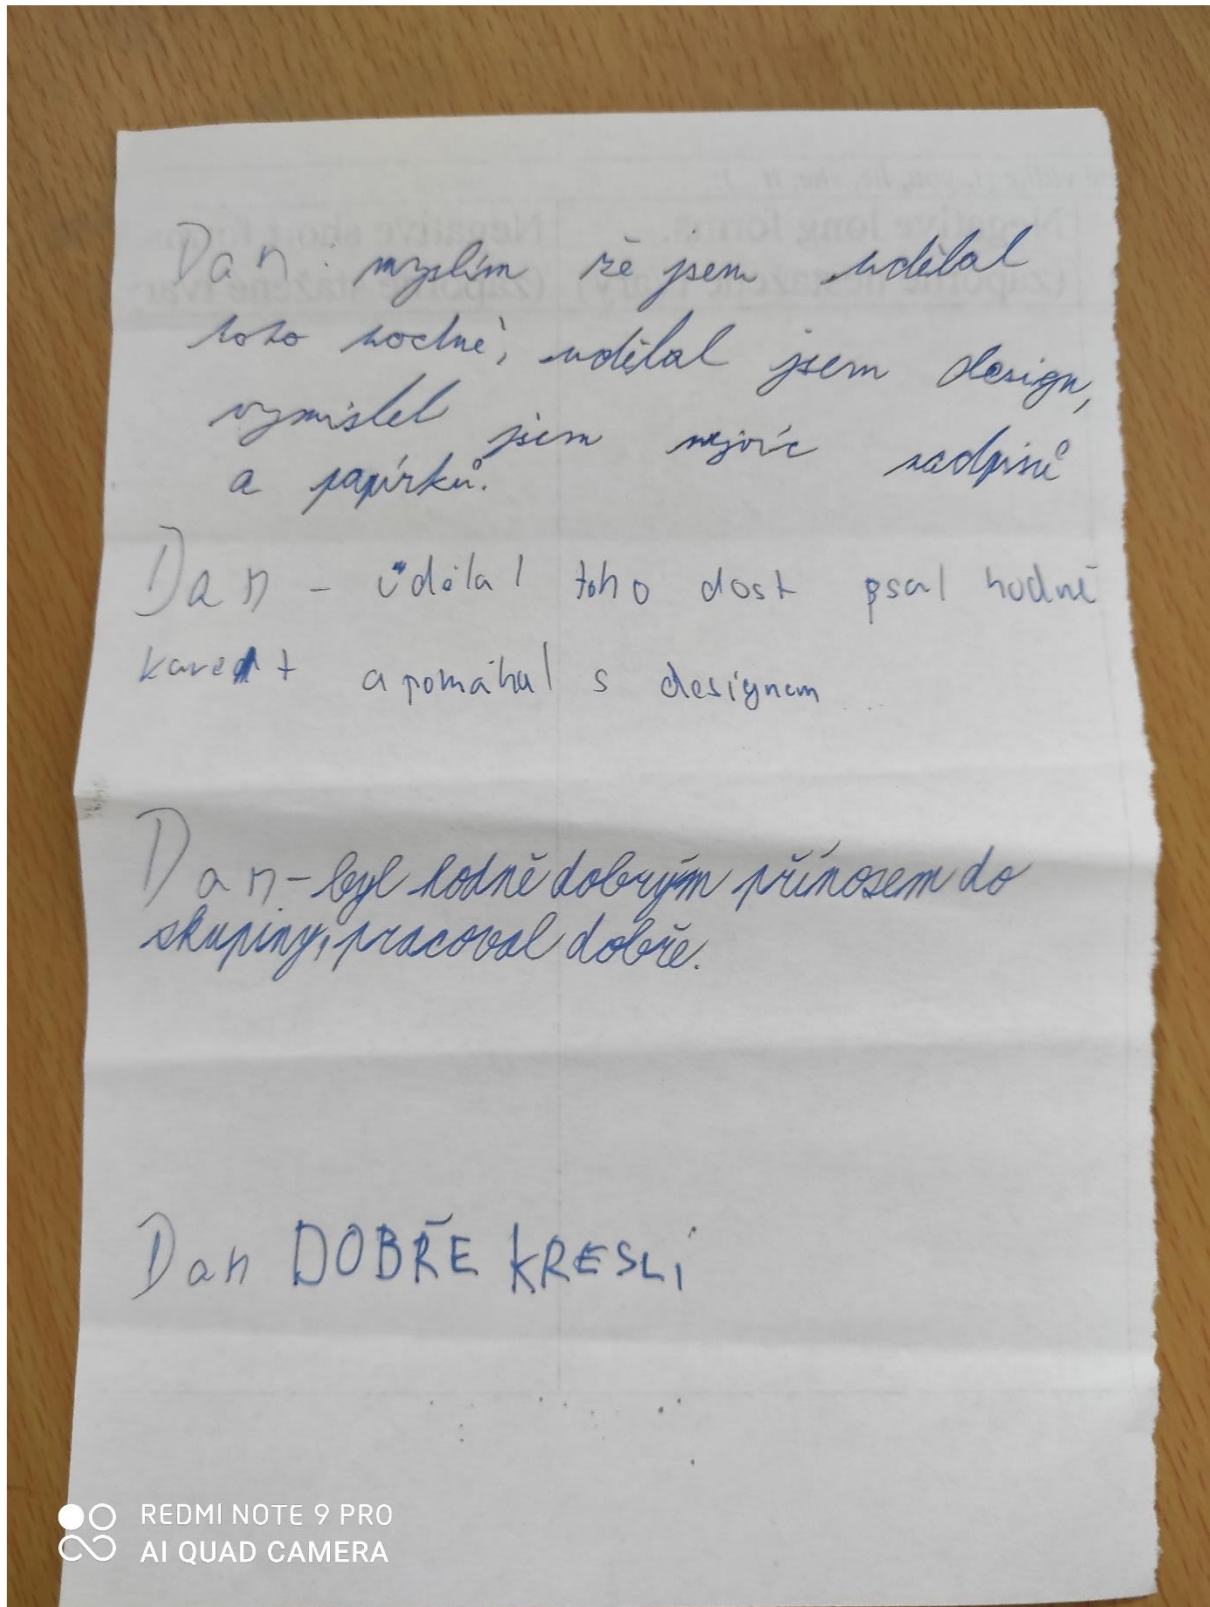 Dan: myslím že jsem udělal
toho hodně, udělal jsem design,
vymislel jsem nejvíc nadpisů
a papírků.
Dan - udělal toho dost psal hodně
karet a pomáhal s designem
Dan - byl hodně dobrým přínosem do
skupiny, pracoval dobře.
Dan DOBŘE KRESLÍ
REDMI NOTE 9 PRO
AI QUAD CAMERA